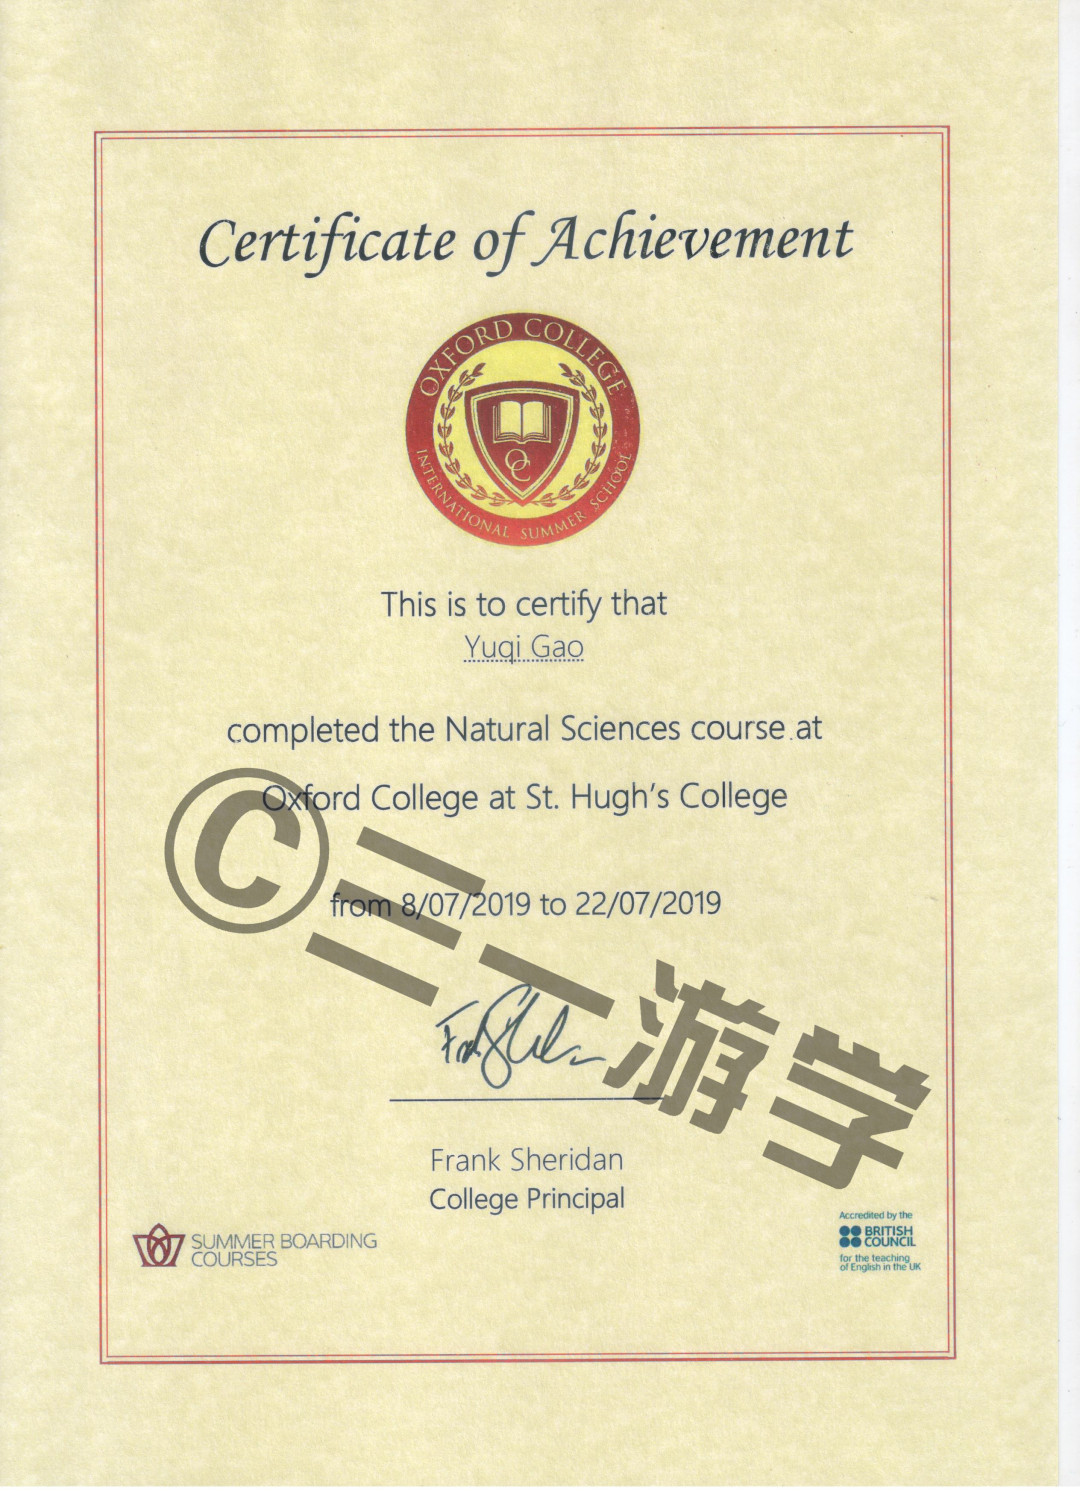 Certificate of Achievement
OXFORD COLLEGE
OC
INTERNATIONAL SUMMER SCHOOL
This is to certify that
Yuqi Gao
completed the Natural Sciences course at
Oxford College at St. Hugh's College
from 8/07/2019 to 22/07/2019
©三一游学
Frank Sheridan
College Principal
SUMMER BOARDING
COURSES
Accredited by the
BRITISH
COUNCIL
for the teaching
of English in the UK